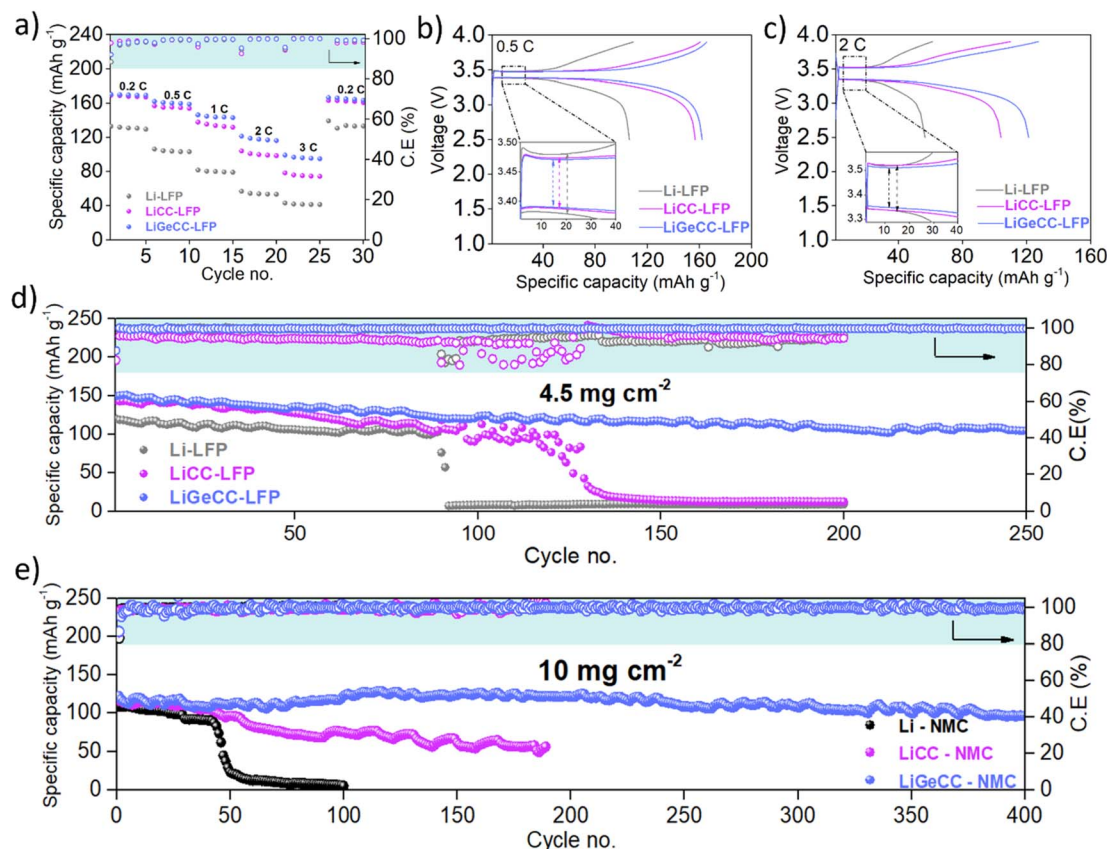 a)
240
200
160
120
80
40
0
Specific capacity (mAh g⁻¹)
0.2 C
0.5 C
1 C
2 C
3 C
0.2 C
Li-LFP
LiCC-LFP
LiGeCC-LFP
5
10
15
20
25
30
Cycle no.
100
80
60
40
20
0
C.E (%)
b)
4.0
3.5
3.0
2.5
2.0
1.5
1.0
Voltage (V)
0.5 C
3.50
3.45
3.40
10
20
30
40
Li-LFP
LiCC-LFP
LiGeCC-LFP
40
80
120
160
200
Specific capacity (mAh g⁻¹)
c)
4.0
3.5
3.0
2.5
2.0
1.5
1.0
Voltage (V)
2 C
3.5
3.5
3.4
3.3
10
20
30
40
Li-LFP
LiCC-LFP
LiGeCC-LFP
0
40
80
120
160
Specific capacity (mAh g⁻¹)
d)
250
200
150
100
50
0
Specific capacity (mAh g⁻¹)
4.5 mg cm⁻²
Li-LFP
LiCC-LFP
LiGeCC-LFP
50
100
150
200
250
Cycle no.
100
80
60
40
20
0
C.E(%)
e)
250
200
150
100
50
0
Specific capacity (mAh g⁻¹)
10 mg cm⁻²
Li - NMC
LiCC - NMC
LiGeCC - NMC
0
50
100
150
200
250
300
350
400
Cycle no.
100
80
60
40
20
0
C.E (%)